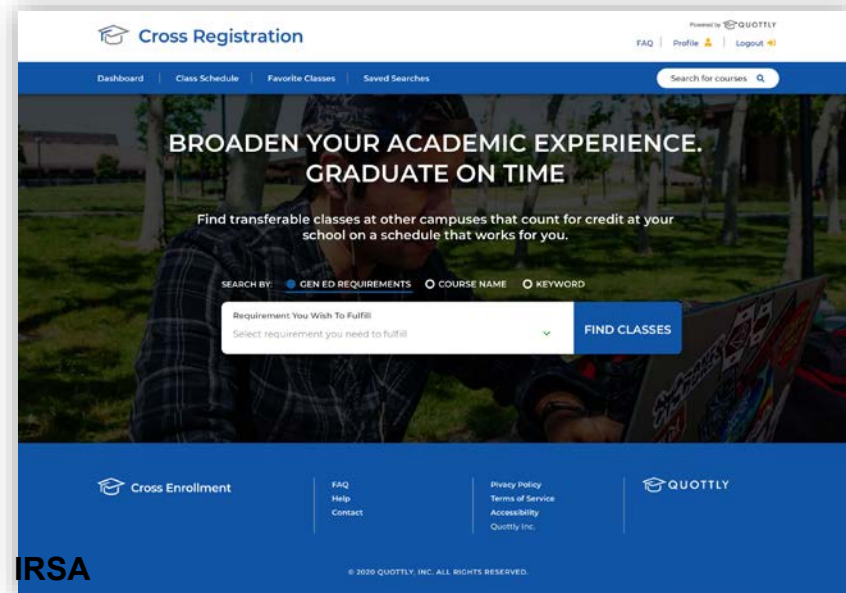 Cross Registration
Powered by QUOTTLY
FAQ Profile Logout
Dashboard Class Schedule Favorite Classes Saved Searches Search for courses
BROADEN YOUR ACADEMIC EXPERIENCE.
GRADUATE ON TIME
Find transferable classes at other campuses that count for credit at your
school on a schedule that works for you.
SEARCH BY: GEN ED REQUIREMENTS COURSE NAME KEYWORD
Requirement You Wish To Fulfill
Select requirement you need to fulfill
FIND CLASSES
Cross Enrollment
FAQ
Help
Contact
Privacy Policy
Terms of Service
Accessibility
Quottly Inc.
QUOTTLY
IRSA
© 2020 QUOTTLY, INC. ALL RIGHTS RESERVED.